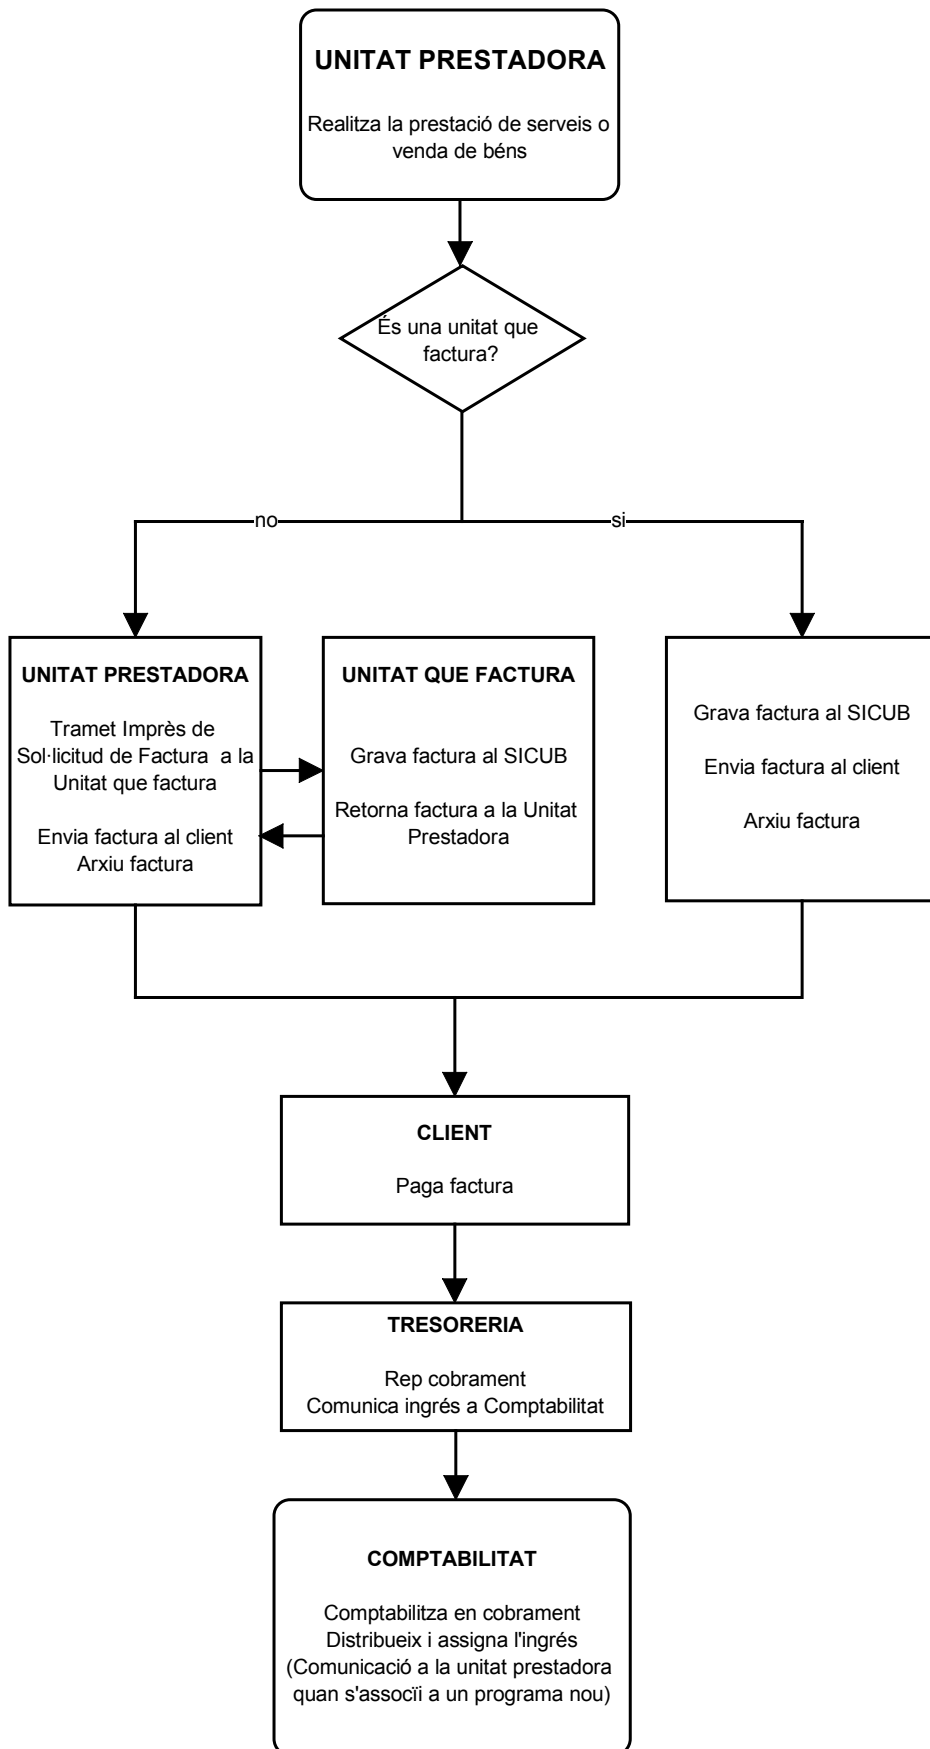 UNITAT PRESTADORA
Realitza la prestació de serveis o
venda de béns
És una unitat que
factura?
no
si
UNITAT PRESTADORA
Tramet Imprès de
Sol·licitud de Factura a la
Unitat que factura
Envia factura al client
Arxiu factura
UNITAT QUE FACTURA
Grava factura al SICUB
Retorna factura a la Unitat
Prestadora
Grava factura al SICUB
Envia factura al client
Arxiu factura
CLIENT
Paga factura
TRESORERIA
Rep cobrament
Comunica ingrés a Comptabilitat
COMPTABILITAT
Comptabilitza en cobrament
Distribueix i assigna l'ingrés
(Comunicació a la unitat prestadora
quan s'associï a un programa nou)